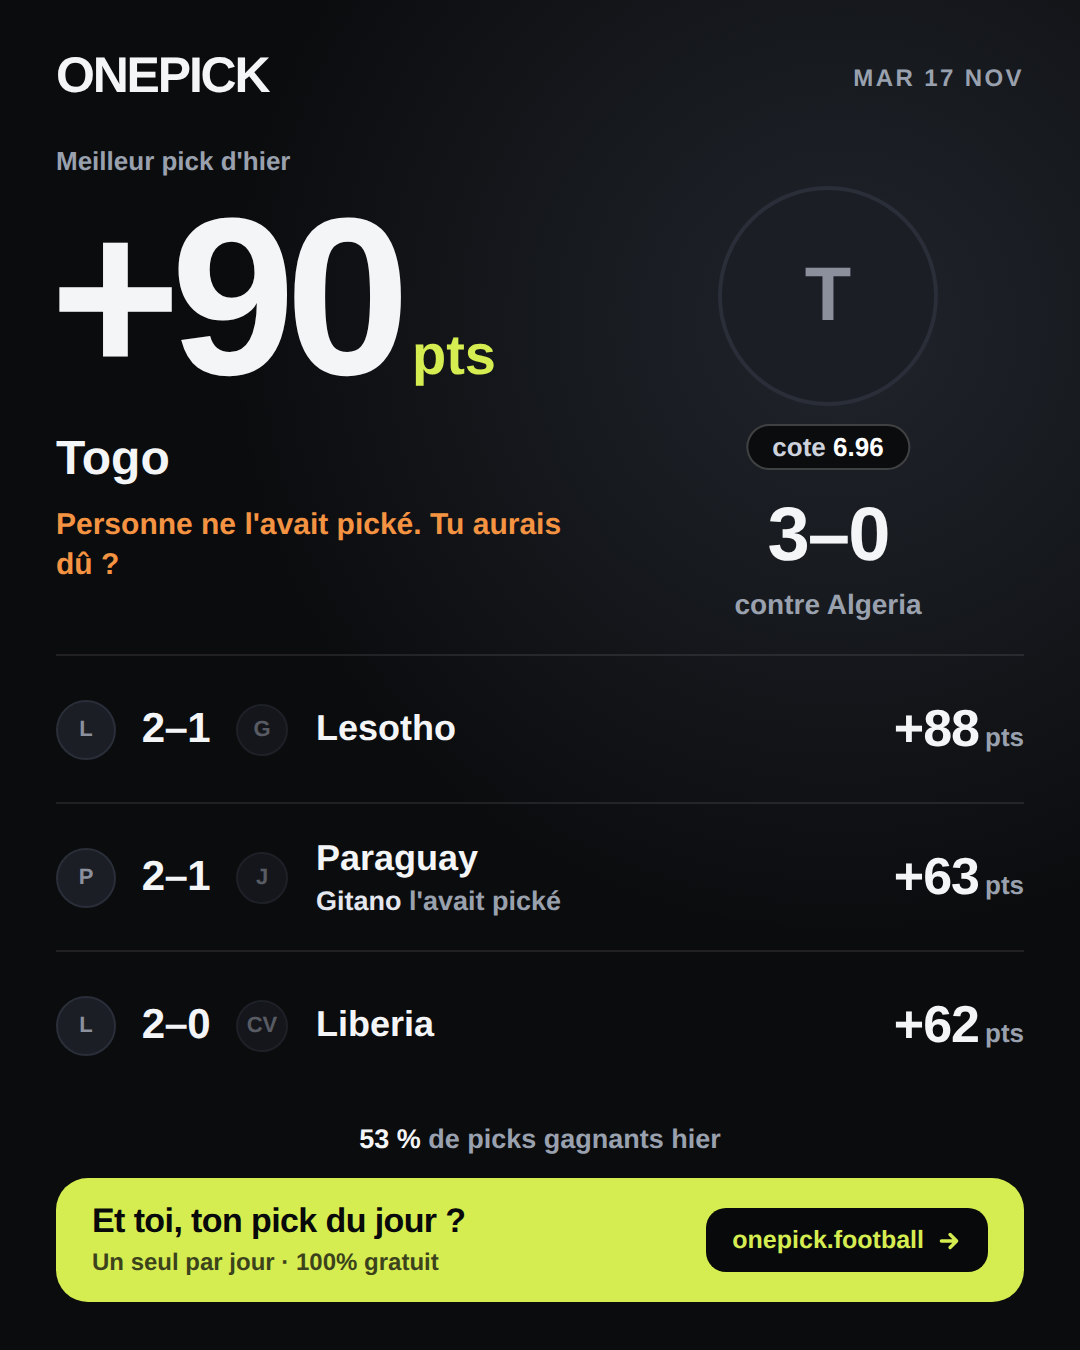 ONEPICK
MAR 17 NOV
Meilleur pick d'hier
+90 pts
Togo
Personne ne l'avait pické. Tu aurais
dû ?
T
cote 6.96
3–0
contre Algeria
L 2–1 G Lesotho +88 pts
P 2–1 J Paraguay +63 pts
Gitano l'avait pické
L 2–0 CV Liberia +62 pts
53 % de picks gagnants hier
Et toi, ton pick du jour ?
Un seul par jour · 100% gratuit
onepick.football →